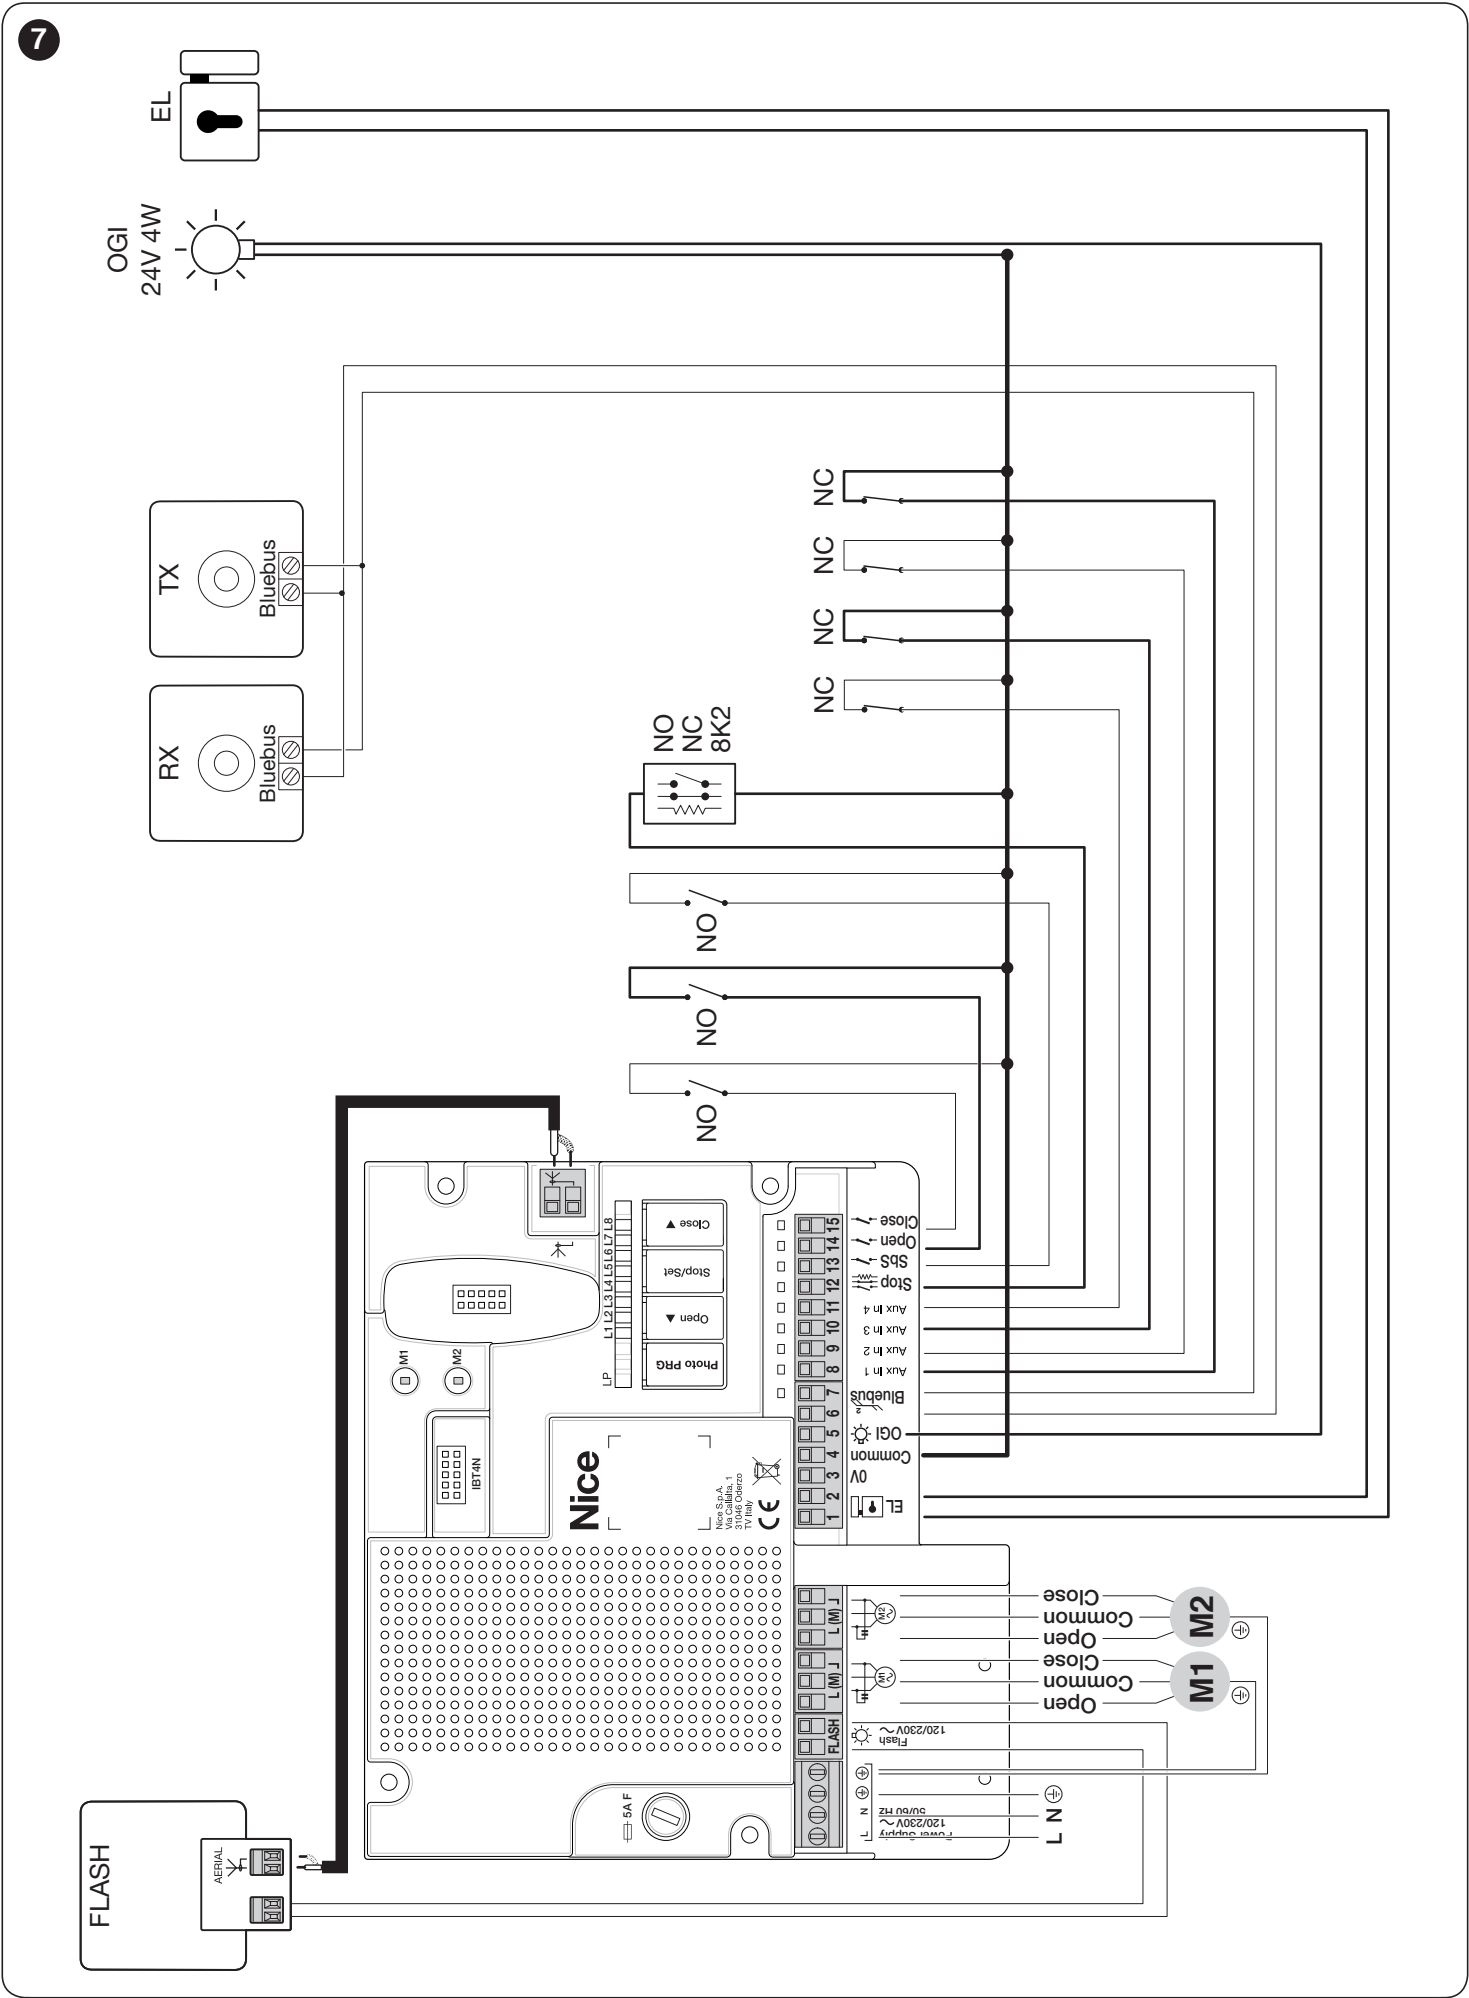 7
EL
OGI
24V 4W
TX
Bluebus
RX
Bluebus
NC
NC
NC
NC
NO
NC
8K2
NO
NO
NO
FLASH
AERIAL
M1
M2
IBT4N
LP
L1 L2 L3 L4 L5 L6 L7 L8
Photo PRG
Open ▲
Stop/Set
Close ▼
Nice
Nice S.p.A.
Via Callalta, 1
31046 Oderzo
TV Italy
CE
5A F
1 2 3 4 5 6 7 8 9 10 11 12 13 14 15
EL
0V
Common
OGI
Bluebus
2
Aux In 1
Aux In 2
Aux In 3
Aux In 4
Stop
SbS
Open
Close
L (M) L
M2
L (M) L
M1
FLASH
Flash
120/230V ~
L N
Power Supply
120/230V ~
50/60 Hz
L N
Close
Common
Open
M2
Close
Common
Open
M1